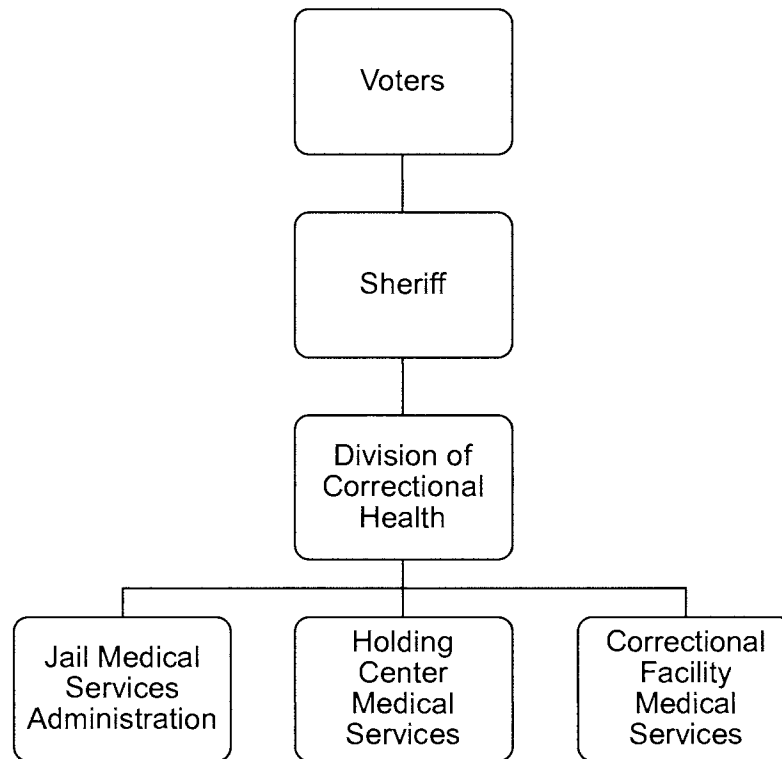 Voters
Sheriff
Division of
Correctional
Health
Jail Medical
Services
Administration
Holding
Center
Medical
Services
Correctional
Facility
Medical
Services